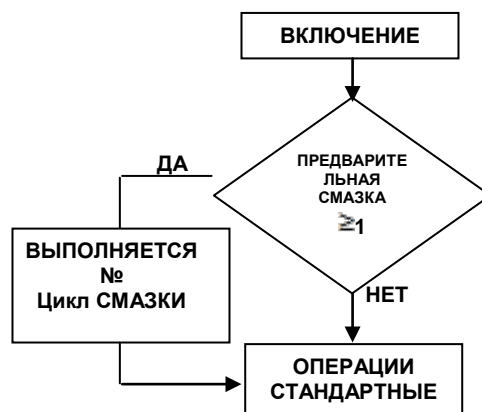 ВКЛЮЧЕНИЕ
ПРЕДВАРИТЕ
ЛЬНАЯ
СМАЗКА
≥1
ДА
ВЫПОЛНЯЕТСЯ
№
Цикл СМАЗКИ
НЕТ
ОПЕРАЦИИ
СТАНДАРТНЫЕ